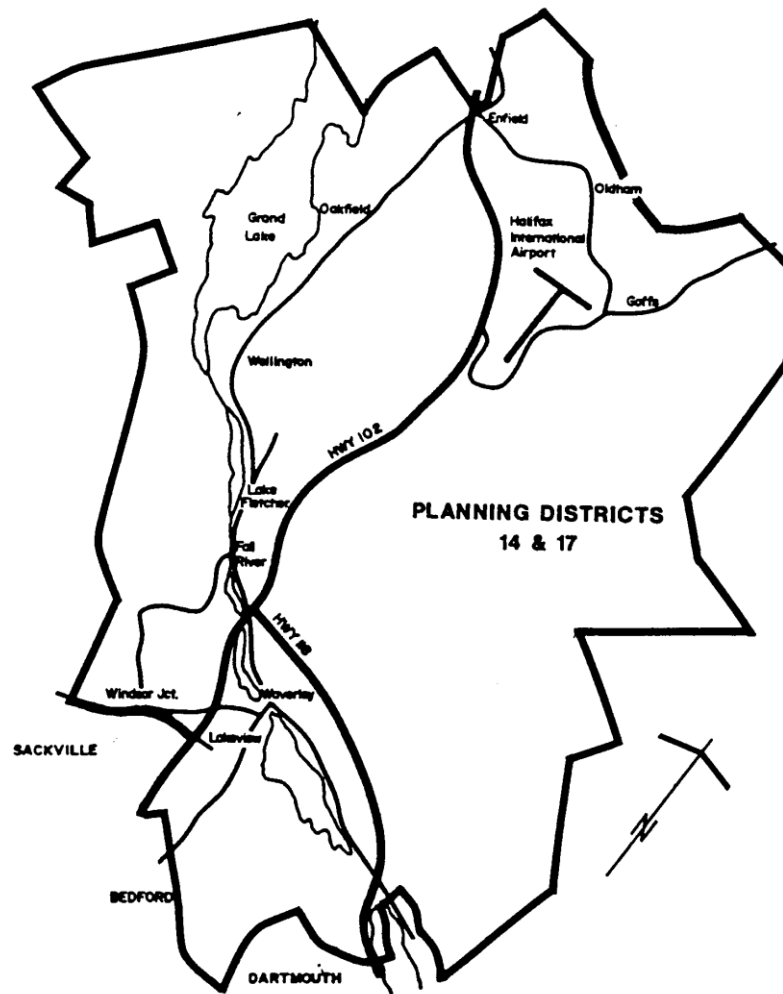 Enfield
Oldham
Oakfield
Grand
Lake
Halifax
International
Airport
Goffs
Wellington
HWY 102
Lake
Fletcher
PLANNING DISTRICTS
14 & 17
Fall
River
HWY 118
Windsor Jct.
Waverley
Lakeview
SACKVILLE
N
BEDFORD
DARTMOUTH